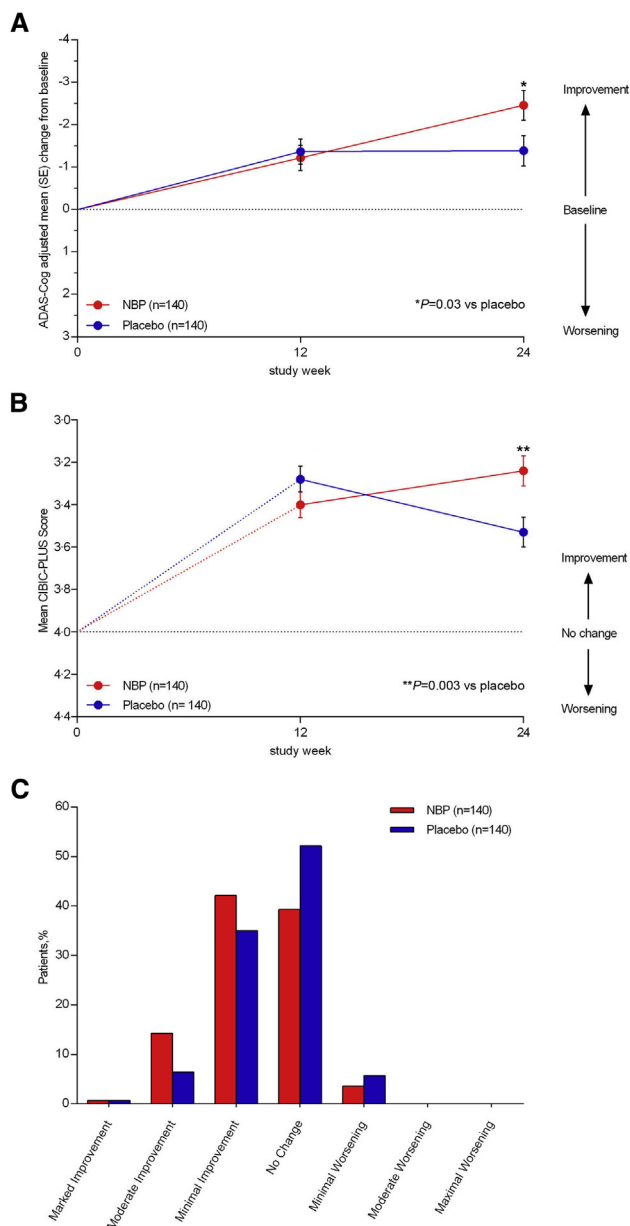 A
ADAS-Cog adjusted mean (SE) change from baseline
-4
-3
-2
-1
0
1
2
3
0
12
24
study week
*
NBP (n=140)
Placebo (n=140)
*P=0.03 vs placebo
Improvement
Baseline
Worsening
B
Mean CIBIC-PLUS Score
3·0
3·2
3·4
3·6
3·8
4·0
4·2
4·4
0
12
24
study week
**
NBP (n=140)
Placebo (n= 140)
**P=0.003 vs placebo
Improvement
No change
Worsening
C
Patients,%
60
50
40
30
20
10
0
NBP (n=140)
Placebo (n=140)
Marked Improvement
Moderate Improvement
Minimal Improvement
No Change
Minimal Worsening
Moderate Worsening
Maximal Worsening